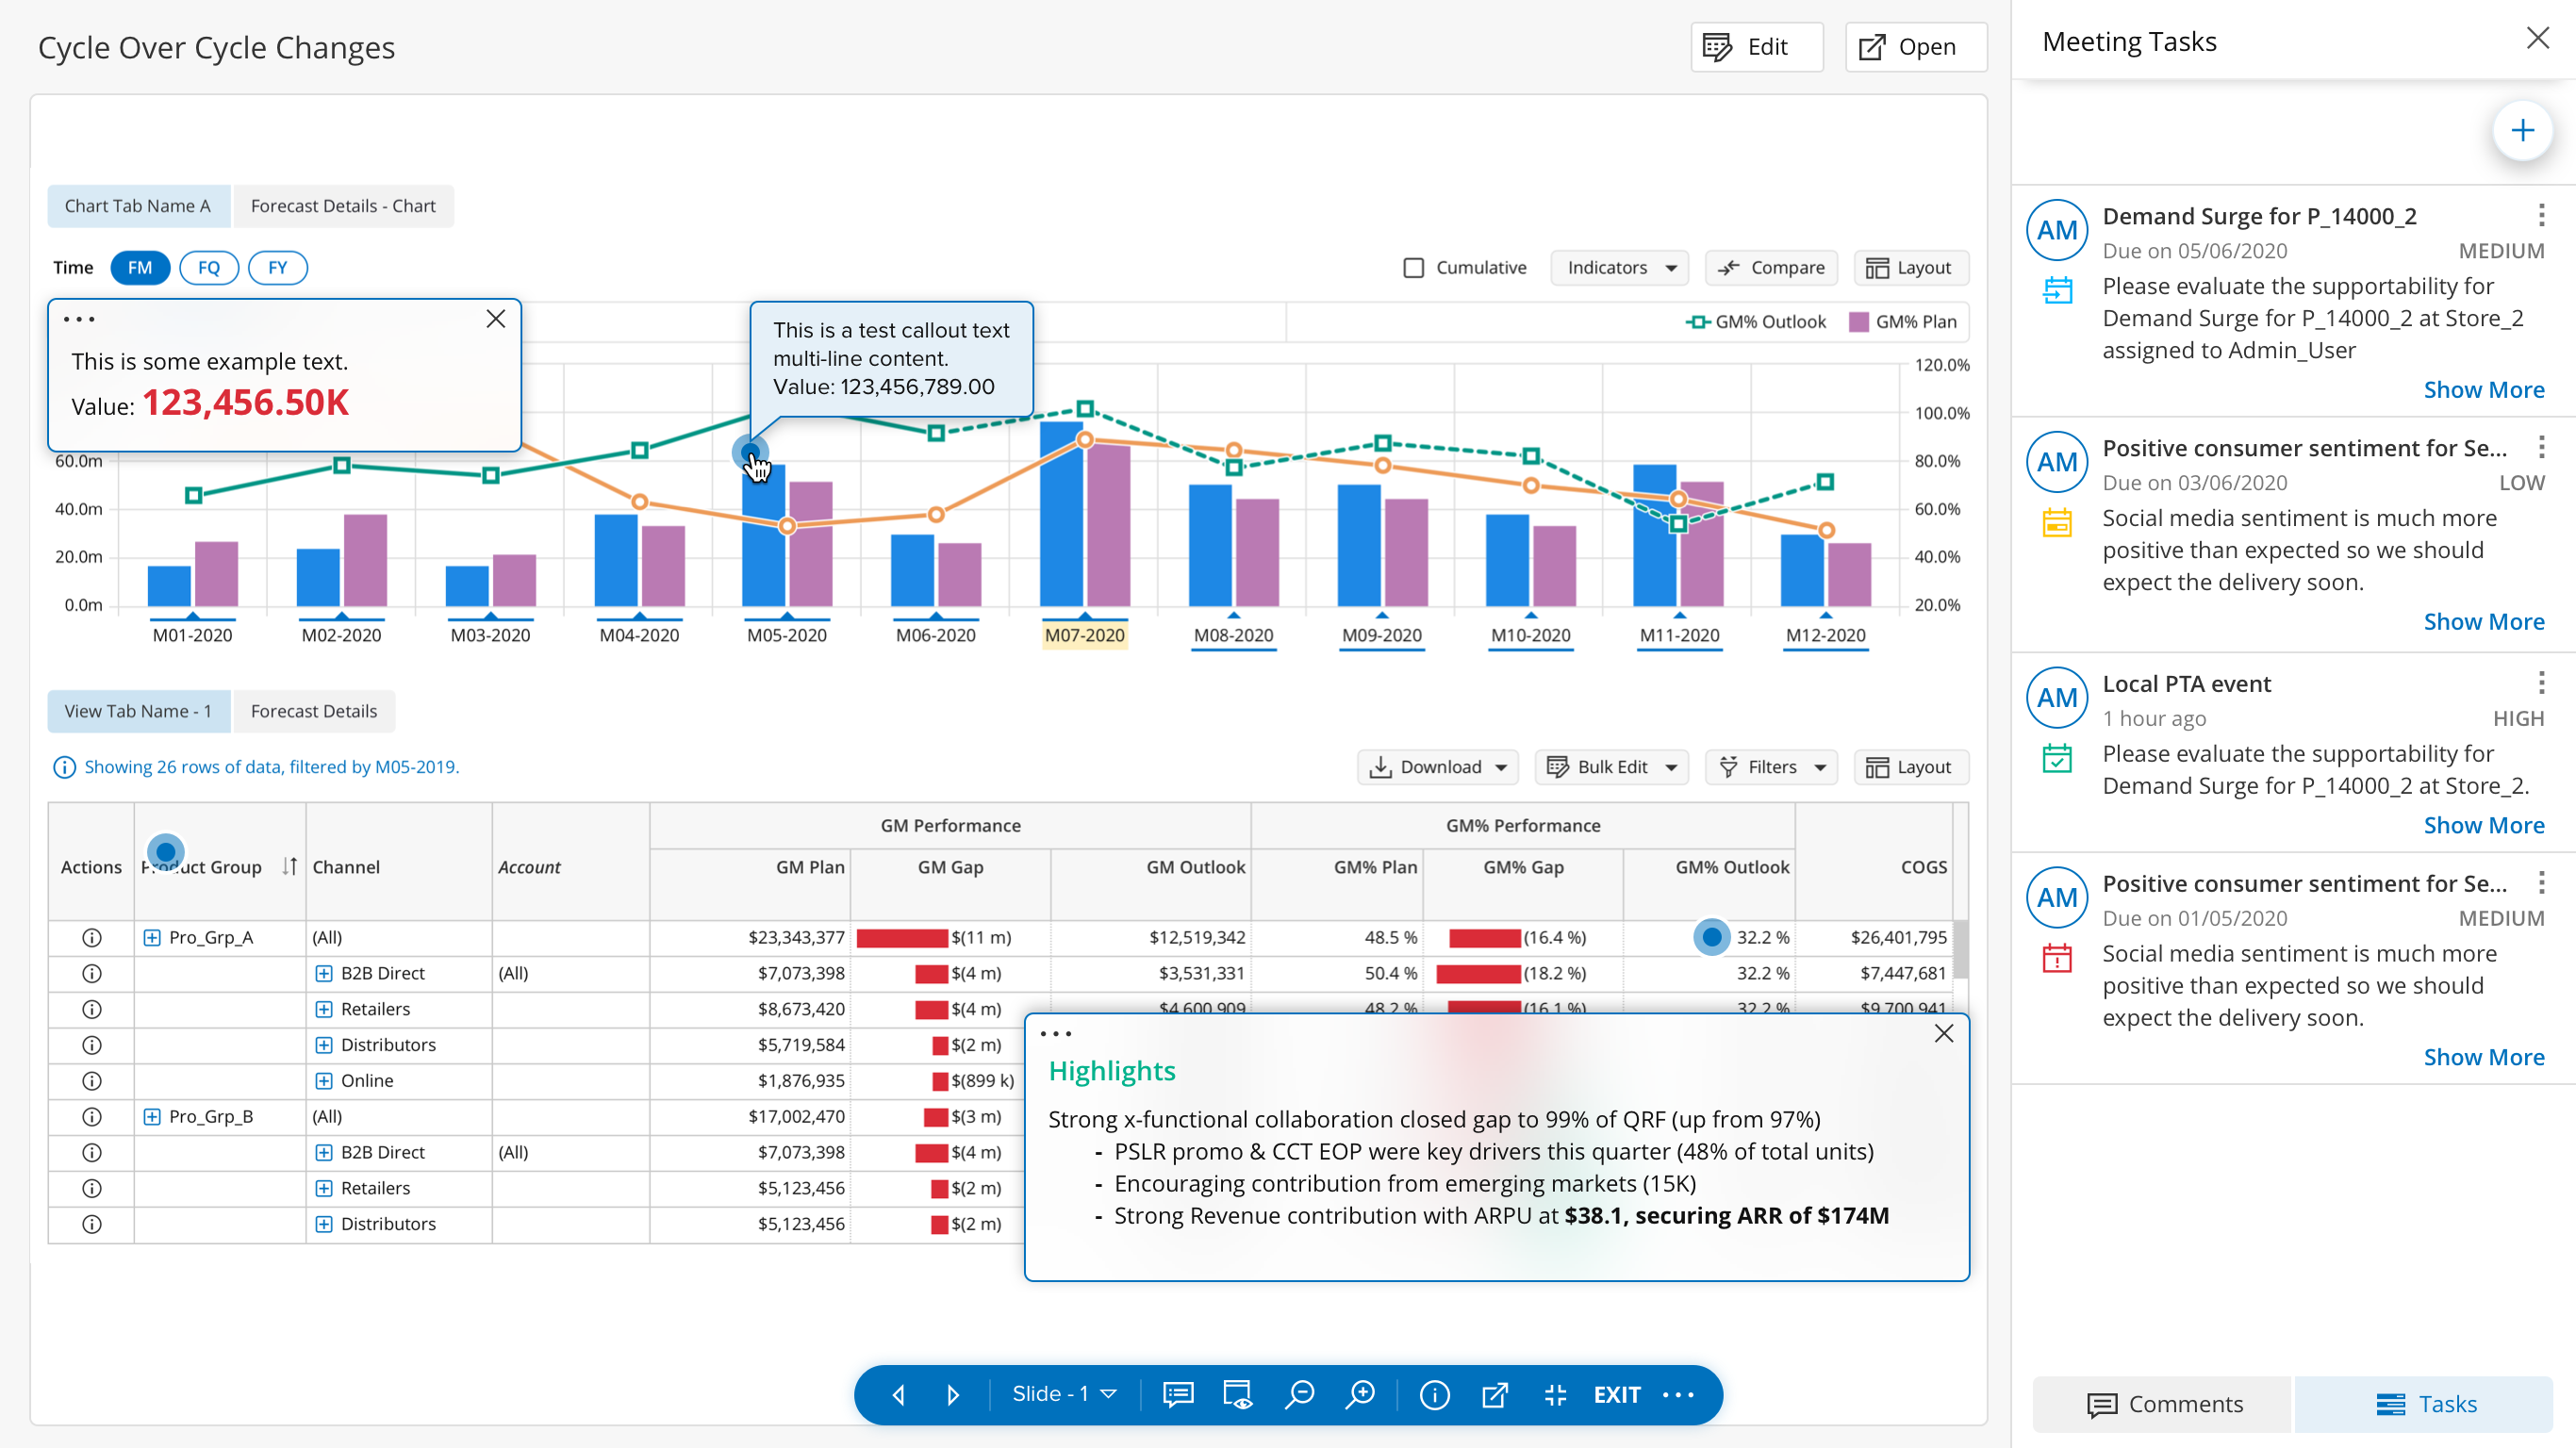 Cycle Over Cycle Changes
Edit
Open
Chart Tab Name A
Forecast Details - Chart
Time
FM
FQ
FY
Cumulative
Indicators
Compare
Layout
This is some example text.
Value: 123,456.50K
This is a test callout text
multi-line content.
Value: 123,456,789.00
GM% Outlook
GM% Plan
60.0m
40.0m
20.0m
0.0m
120.0%
100.0%
80.0%
60.0%
40.0%
20.0%
M01-2020 M02-2020 M03-2020 M04-2020 M05-2020 M06-2020 M07-2020 M08-2020 M09-2020 M10-2020 M11-2020 M12-2020
View Tab Name - 1
Forecast Details
Showing 26 rows of data, filtered by M05-2019.
Download
Bulk Edit
Filters
Layout
GM Performance GM% Performance
Actions Product Group Channel Account GM Plan GM Gap GM Outlook GM% Plan GM% Gap GM% Outlook COGS
Pro_Grp_A (All) $23,343,377 $(11 m) $12,519,342 48.5 % (16.4 %) 32.2 % $26,401,795
B2B Direct (All) $7,073,398 $(4 m) $3,531,331 50.4 % (18.2 %) 32.2 % $7,447,681
Retailers $8,673,420 $(4 m) $4,600,909 48.2 % (16.1 %) 32.2 % $9,700,941
Distributors $5,719,584 $(2 m)
Online $1,876,935 $(899 k)
Pro_Grp_B (All) $17,002,470 $(3 m)
B2B Direct (All) $7,073,398 $(4 m)
Retailers $5,123,456 $(2 m)
Distributors $5,123,456 $(2 m)
Highlights
Strong x-functional collaboration closed gap to 99% of QRF (up from 97%)
- PSLR promo & CCT EOP were key drivers this quarter (48% of total units)
- Encouraging contribution from emerging markets (15K)
- Strong Revenue contribution with ARPU at $38.1, securing ARR of $174M
Slide - 1
EXIT
Meeting Tasks
AM
Demand Surge for P_14000_2
Due on 05/06/2020 MEDIUM
Please evaluate the supportability for
Demand Surge for P_14000_2 at Store_2
assigned to Admin_User
Show More
AM
Positive consumer sentiment for Se...
Due on 03/06/2020 LOW
Social media sentiment is much more
positive than expected so we should
expect the delivery soon.
Show More
AM
Local PTA event
1 hour ago HIGH
Please evaluate the supportability for
Demand Surge for P_14000_2 at Store_2.
Show More
AM
Positive consumer sentiment for Se...
Due on 01/05/2020 MEDIUM
Social media sentiment is much more
positive than expected so we should
expect the delivery soon.
Show More
Comments
Tasks